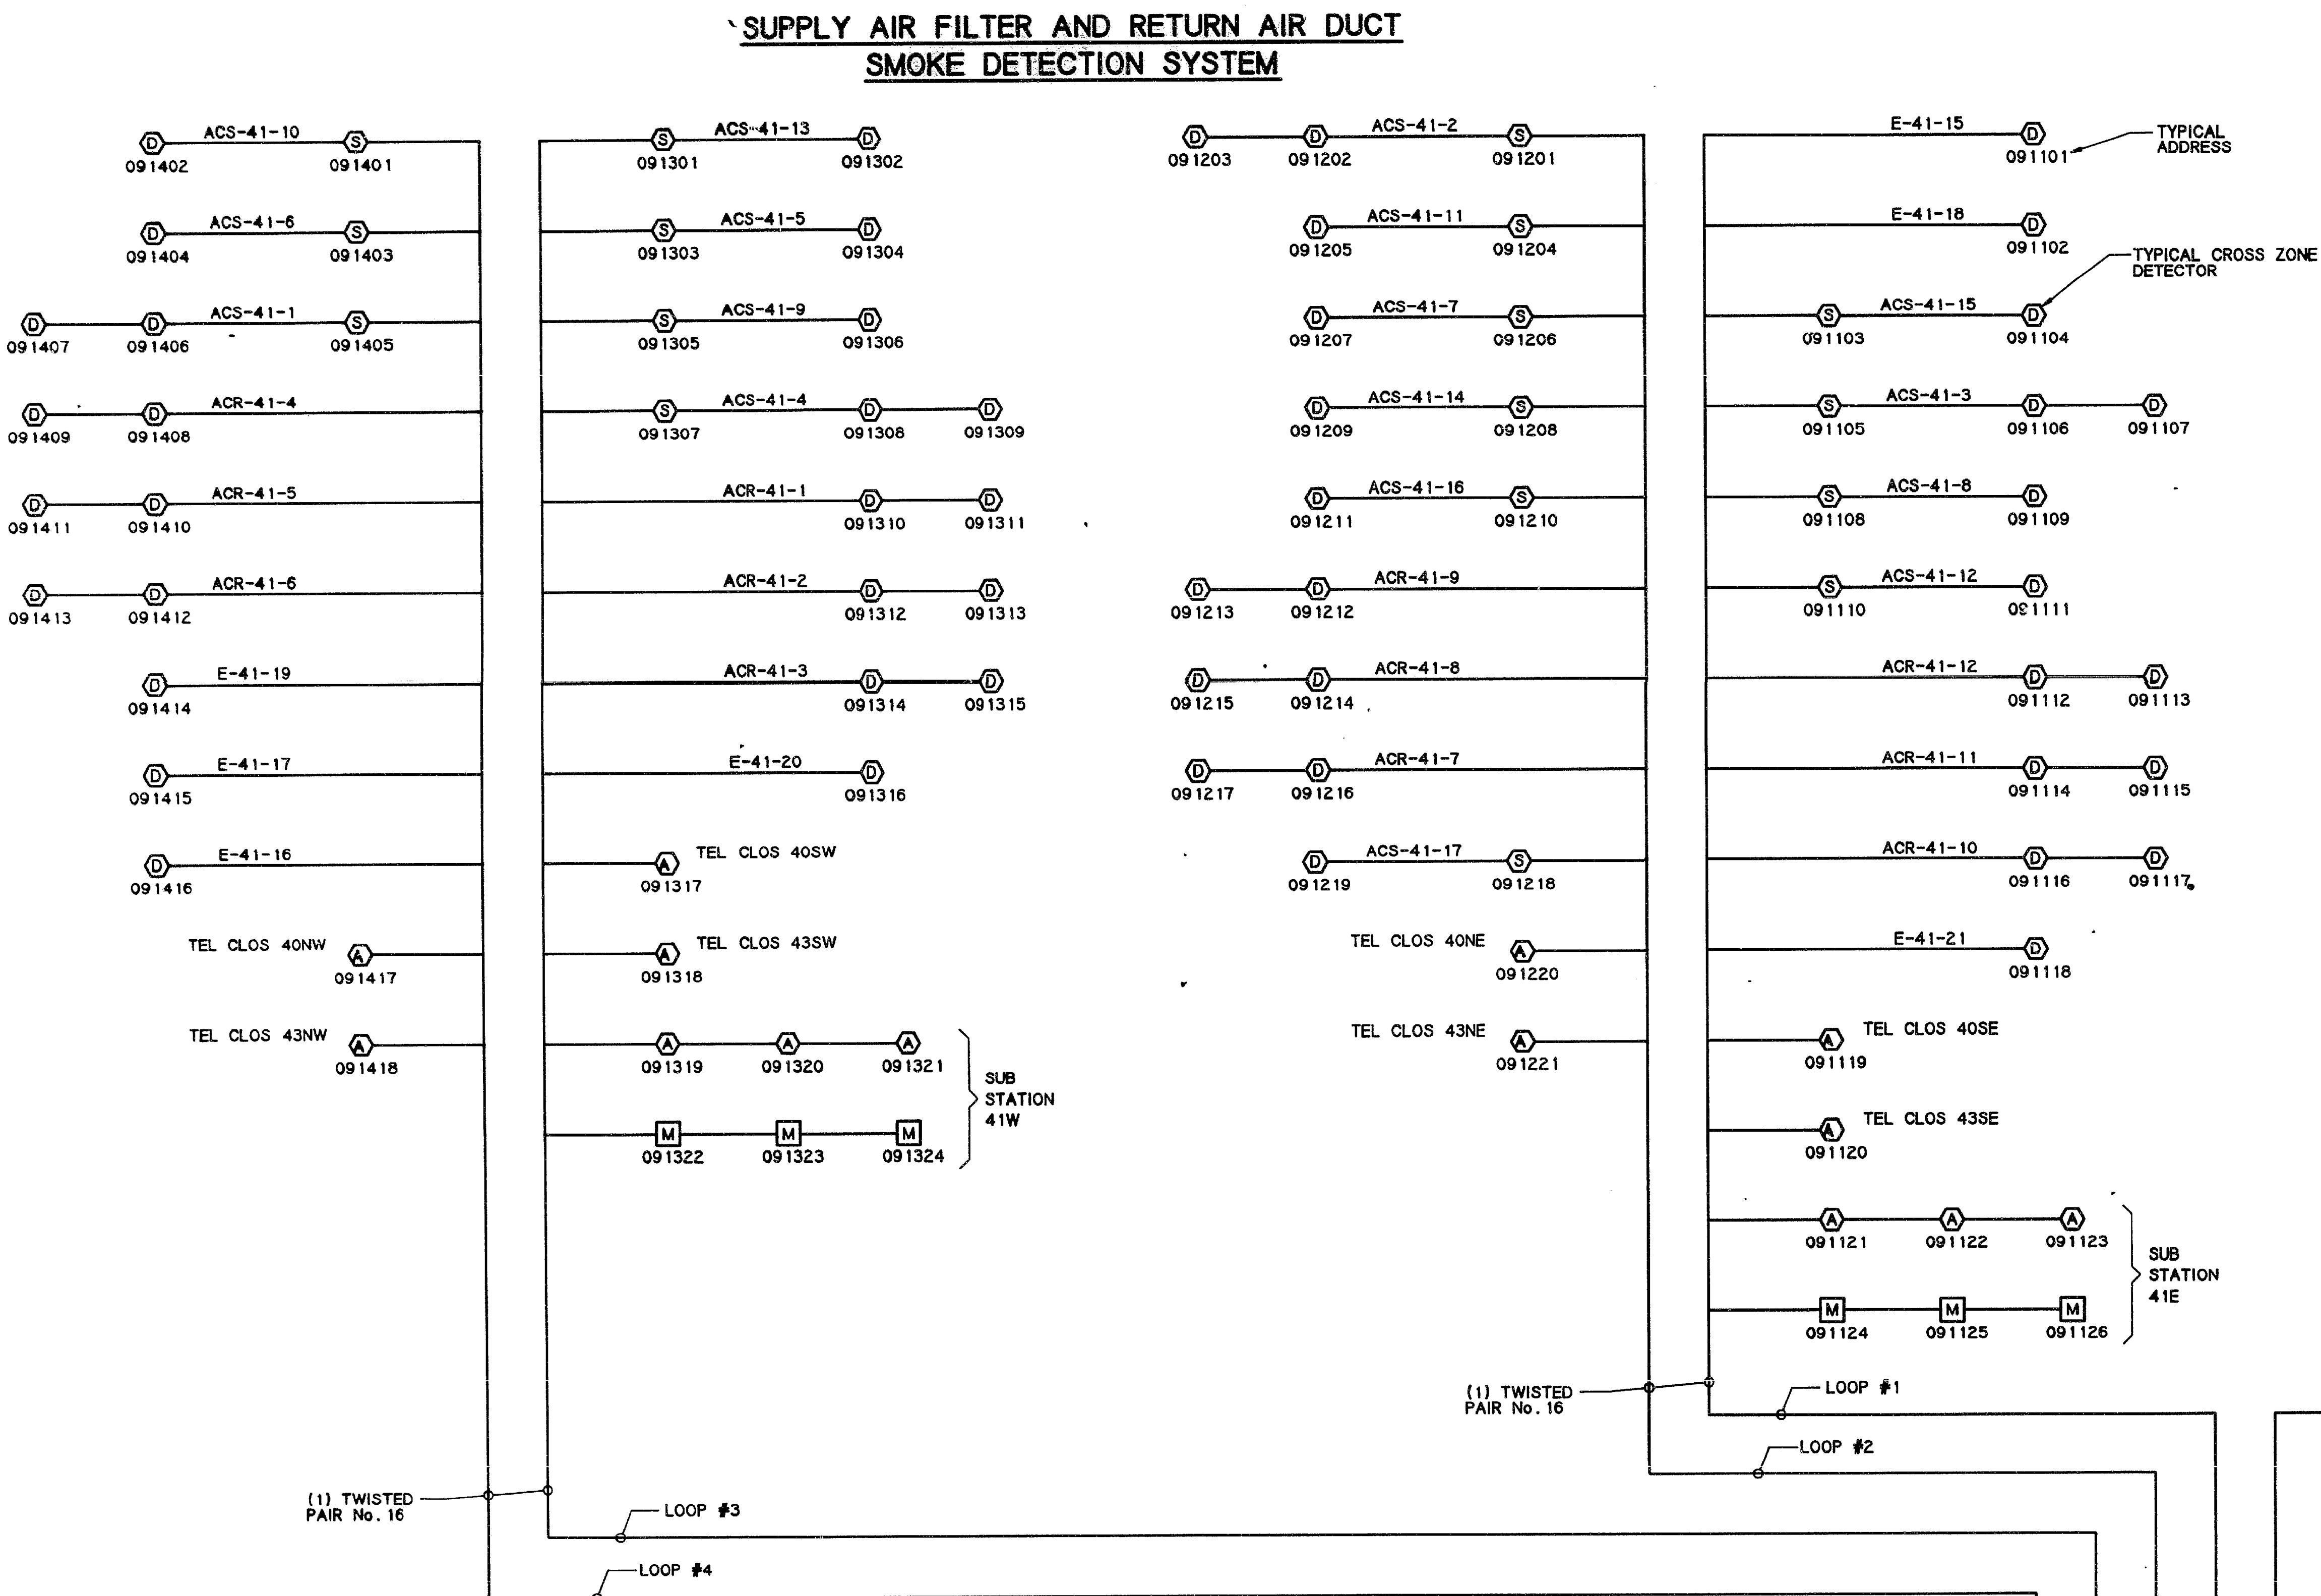 SUPPLY AIR FILTER AND RETURN AIR DUCT
SMOKE DETECTION SYSTEM
D ACS-41-10 S
091402 091401
D ACS-41-6 S
091404 091403
D D ACS-41-1 S
091407 091406 091405
D D ACR-41-4
091409 091408
D D ACR-41-5
091411 091410
D D ACR-41-6
091413 091412
D E-41-19
091414
D E-41-17
091415
D E-41-16
091416
TEL CLOS 40NW A
091417
TEL CLOS 43NW A
091418
S ACS-41-13 D
091301 091302
S ACS-41-5 D
091303 091304
S ACS-41-9 D
091305 091306
S ACS-41-4 D D
091307 091308 091309
ACR-41-1 D D
091310 091311
ACR-41-2 D D
091312 091313
ACR-41-3 D D
091314 091315
E-41-20 D
091316
A TEL CLOS 40SW
091317
A TEL CLOS 43SW
091318
A A A
091319 091320 091321
M M M
091322 091323 091324
SUB
STATION
41W
(1) TWISTED
PAIR No. 16
LOOP #3
LOOP #4
D D ACS-41-2 S
091203 091202 091201
D ACS-41-11 S
091205 091204
D ACS-41-7 S
091207 091206
D ACS-41-14 S
091209 091208
D ACS-41-16 S
091211 091210
D D ACR-41-9
091213 091212
D D ACR-41-8
091215 091214
D D ACR-41-7
091217 091216
D ACS-41-17 S
091219 091218
TEL CLOS 40NE A
091220
TEL CLOS 43NE A
091221
E-41-15 D
091101
TYPICAL
ADDRESS
E-41-18 D
091102
TYPICAL CROSS ZONE
DETECTOR
S ACS-41-15 D
091103 091104
S ACS-41-3 D D
091105 091106 091107
S ACS-41-8 D
091108 091109
S ACS-41-12 D
091110 091111
ACR-41-12 D D
091112 091113
ACR-41-11 D D
091114 091115
ACR-41-10 D D
091116 091117
E-41-21 D
091118
A TEL CLOS 40SE
091119
A TEL CLOS 43SE
091120
A A A
091121 091122 091123
M M M
091124 091125 091126
SUB
STATION
41E
(1) TWISTED
PAIR No. 16
LOOP #1
LOOP #2